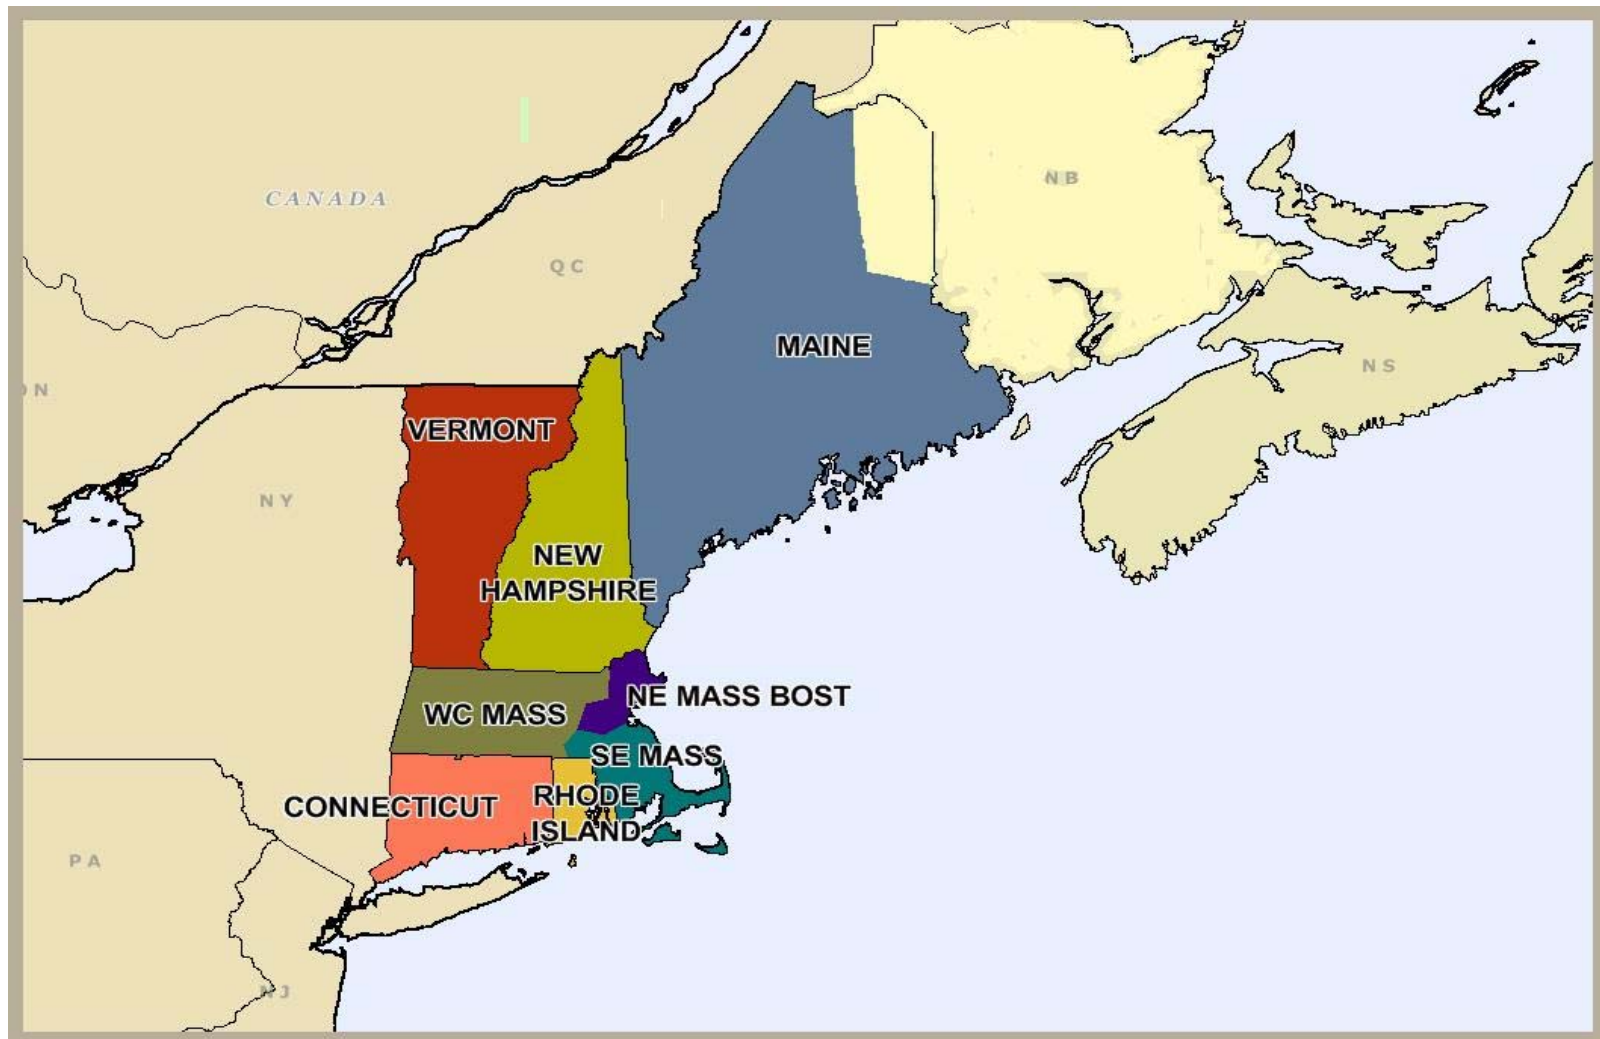 CANADA
NB
QC
MAINE
NS
ON
VERMONT
NY
NEW
HAMPSHIRE
NE MASS BOST
WC MASS
SE MASS
RHODE
CONNECTICUT
ISLAND
PA
NJ